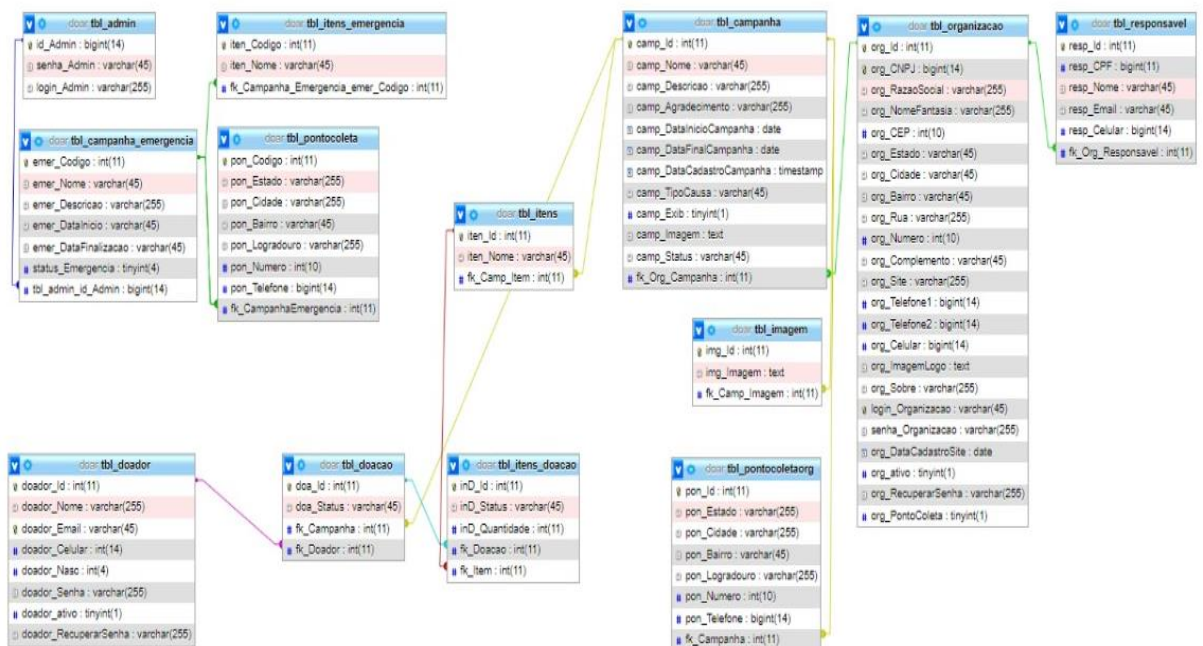 doar tbl_admin
id_Admin : bigint(14)
senha_Admin : varchar(45)
login_Admin : varchar(255)
doar tbl_itens_emergencia
iten_Codigo : int(11)
iten_Nome : varchar(45)
fk_Campanha_Emergencia_emer_Codigo : int(11)
doar tbl_campanha_emergencia
emer_Codigo : int(11)
emer_Nome : varchar(45)
emer_Descricao : varchar(255)
emer_DataInicio : varchar(45)
emer_DataFinalizacao : varchar(45)
status_Emergencia : tinyint(4)
tbl_admin_id_Admin : bigint(14)
doar tbl_pontocoleta
pon_Codigo : int(11)
pon_Estado : varchar(255)
pon_Cidade : varchar(255)
pon_Bairro : varchar(45)
pon_Logradouro : varchar(255)
pon_Numero : int(10)
pon_Telefone : bigint(14)
fk_CampanhaEmergencia : int(11)
doar tbl_itens
iten_Id : int(11)
iten_Nome : varchar(45)
fk_Camp_Item : int(11)
doar tbl_campanha
camp_Id : int(11)
camp_Nome : varchar(45)
camp_Descricao : varchar(255)
camp_Agradecimento : varchar(255)
camp_DataInicioCampanha : date
camp_DataFinalCampanha : date
camp_DataCadastroCampanha : timestamp
camp_TipoCausa : varchar(45)
camp_Exib : tinyint(1)
camp_Imagem : text
camp_Status : varchar(45)
fk_Org_Campanha : int(11)
doar tbl_organizacao
org_Id : int(11)
org_CNPJ : bigint(14)
org_RazaoSocial : varchar(255)
org_NomeFantasia : varchar(255)
org_CEP : int(10)
org_Estado : varchar(45)
org_Cidade : varchar(45)
org_Bairro : varchar(45)
org_Rua : varchar(255)
org_Numero : int(10)
org_Complemento : varchar(45)
org_Site : varchar(255)
org_Telefone1 : bigint(14)
org_Telefone2 : bigint(14)
org_Celular : bigint(14)
org_ImagemLogo : text
org_Sobre : varchar(255)
login_Organizacao : varchar(45)
senha_Organizacao : varchar(255)
org_DataCadastroSite : date
org_ativo : tinyint(1)
org_RecuperarSenha : varchar(255)
org_PontoColeta : tinyint(1)
doar tbl_responsavel
resp_Id : int(11)
resp_CPF : bigint(11)
resp_Nome : varchar(45)
resp_Email : varchar(45)
resp_Celular : bigint(14)
fk_Org_Responsavel : int(11)
doar tbl_imagem
img_Id : int(11)
img_Imagem : text
fk_Camp_Imagem : int(11)
doar tbl_doador
doador_Id : int(11)
doador_Nome : varchar(255)
doador_Email : varchar(45)
doador_Celular : int(14)
doador_Nasc : int(4)
doador_Senha : varchar(255)
doador_ativo : tinyint(1)
doador_RecuperarSenha : varchar(255)
doar tbl_doacao
doa_Id : int(11)
doa_Status : varchar(45)
fk_Campanha : int(11)
fk_Doador : int(11)
doar tbl_itens_doacao
inD_Id : int(11)
inD_Status : varchar(45)
inD_Quantidade : int(11)
fk_Doacao : int(11)
fk_Item : int(11)
doar tbl_pontocoletaorg
pon_Id : int(11)
pon_Estado : varchar(255)
pon_Cidade : varchar(255)
pon_Bairro : varchar(45)
pon_Logradouro : varchar(255)
pon_Numero : int(10)
pon_Telefone : bigint(14)
fk_Campanha : int(11)